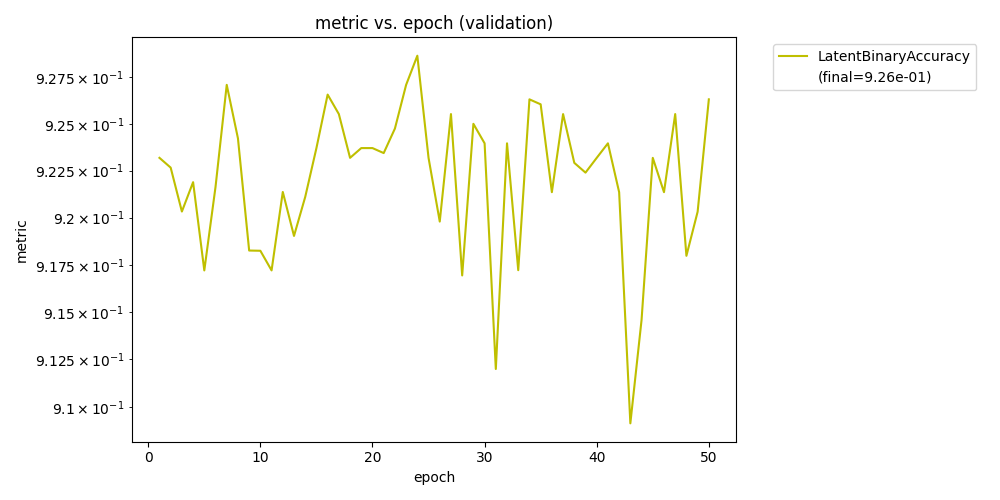 metric vs. epoch (validation)
LatentBinaryAccuracy
(final=9.26e-01)
9.275 × 10⁻¹
9.25 × 10⁻¹
9.225 × 10⁻¹
9.2 × 10⁻¹
9.175 × 10⁻¹
9.15 × 10⁻¹
9.125 × 10⁻¹
9.1 × 10⁻¹
metric
0 10 20 30 40 50
epoch